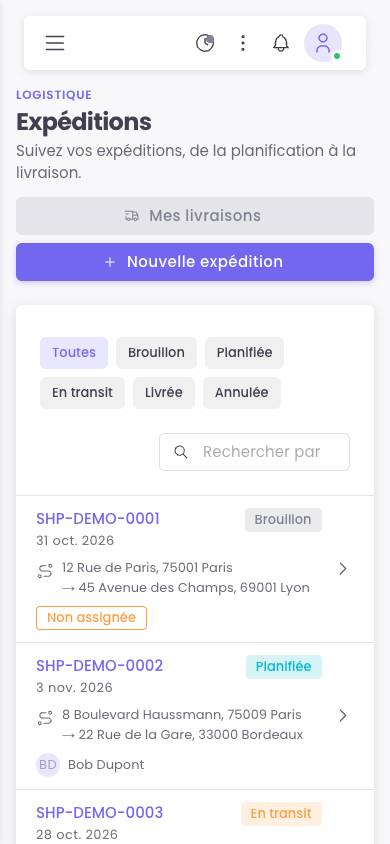 LOGISTIQUE
Expéditions
Suivez vos expéditions, de la planification à la
livraison.
Mes livraisons
+ Nouvelle expédition
Toutes Brouillon Planifiée
En transit Livrée Annulée
Rechercher par
SHP-DEMO-0001 Brouillon
31 oct. 2026
12 Rue de Paris, 75001 Paris
→ 45 Avenue des Champs, 69001 Lyon
Non assignée
SHP-DEMO-0002 Planifiée
3 nov. 2026
8 Boulevard Haussmann, 75009 Paris
→ 22 Rue de la Gare, 33000 Bordeaux
BD Bob Dupont
SHP-DEMO-0003 En transit
28 oct. 2026